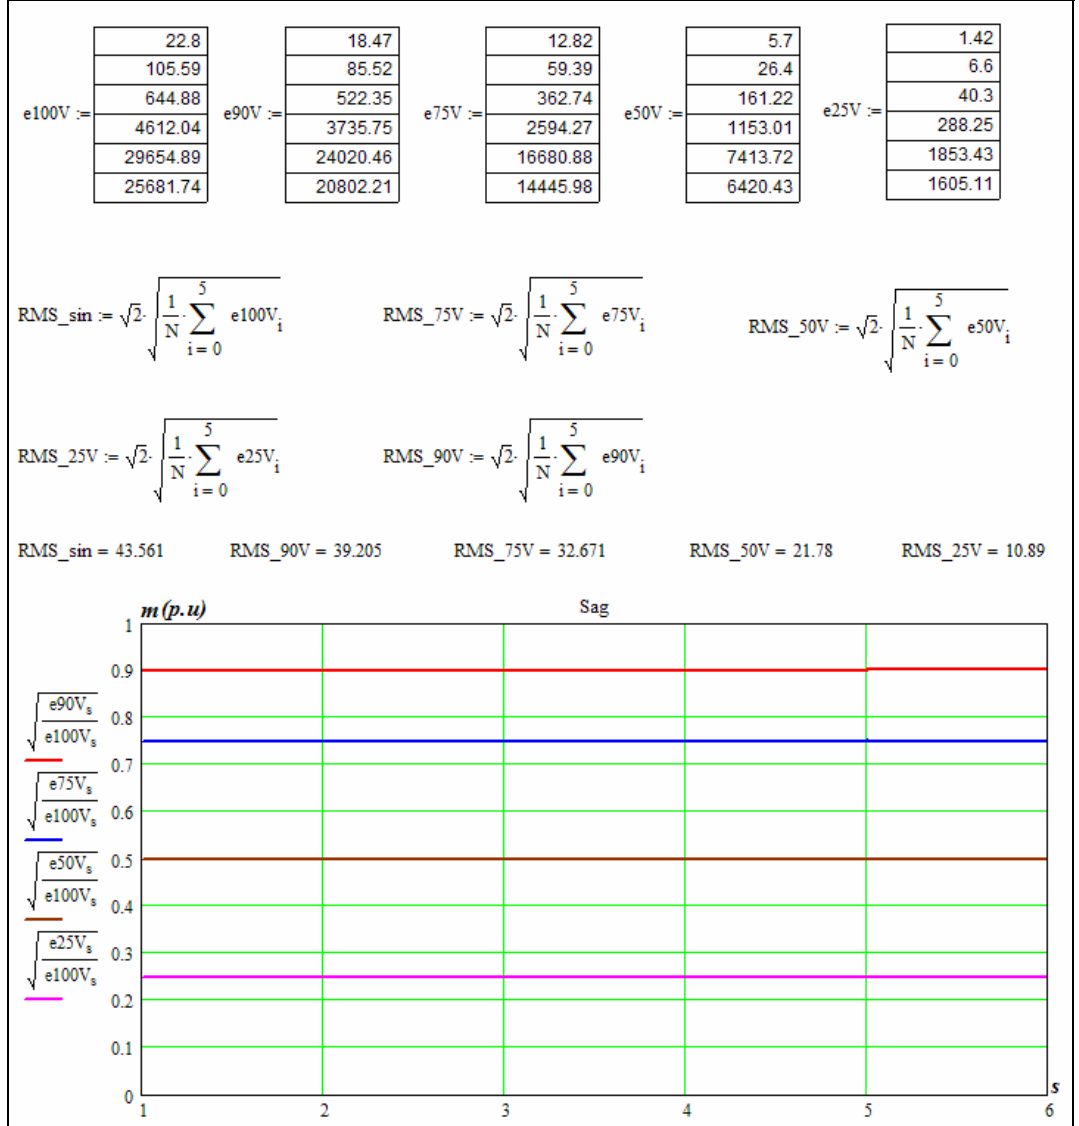 e100V := 22.8 105.59 644.88 4612.04 29654.89 25681.74
e90V := 18.47 85.52 522.35 3735.75 24020.46 20802.21
e75V := 12.82 59.39 362.74 2594.27 16680.88 14445.98
e50V := 5.7 26.4 161.22 1153.01 7413.72 6420.43
e25V := 1.42 6.6 40.3 288.25 1853.43 1605.11
RMS_sin := √2· √(1/N · ∑ i = 0 5 e100V_i)
RMS_75V := √2· √(1/N · ∑ i = 0 5 e75V_i)
RMS_50V := √2· √(1/N · ∑ i = 0 5 e50V_i)
RMS_25V := √2· √(1/N · ∑ i = 0 5 e25V_i)
RMS_90V := √2· √(1/N · ∑ i = 0 5 e90V_i)
RMS_sin = 43.561 RMS_90V = 39.205 RMS_75V = 32.671 RMS_50V = 21.78 RMS_25V = 10.89
m (p.u)
Sag
√(e90V_s / e100V_s)
√(e75V_s / e100V_s)
√(e50V_s / e100V_s)
√(e25V_s / e100V_s)
1
0.9
0.8
0.7
0.6
0.5
0.4
0.3
0.2
0.1
0
s
1 2 3 4 5 6